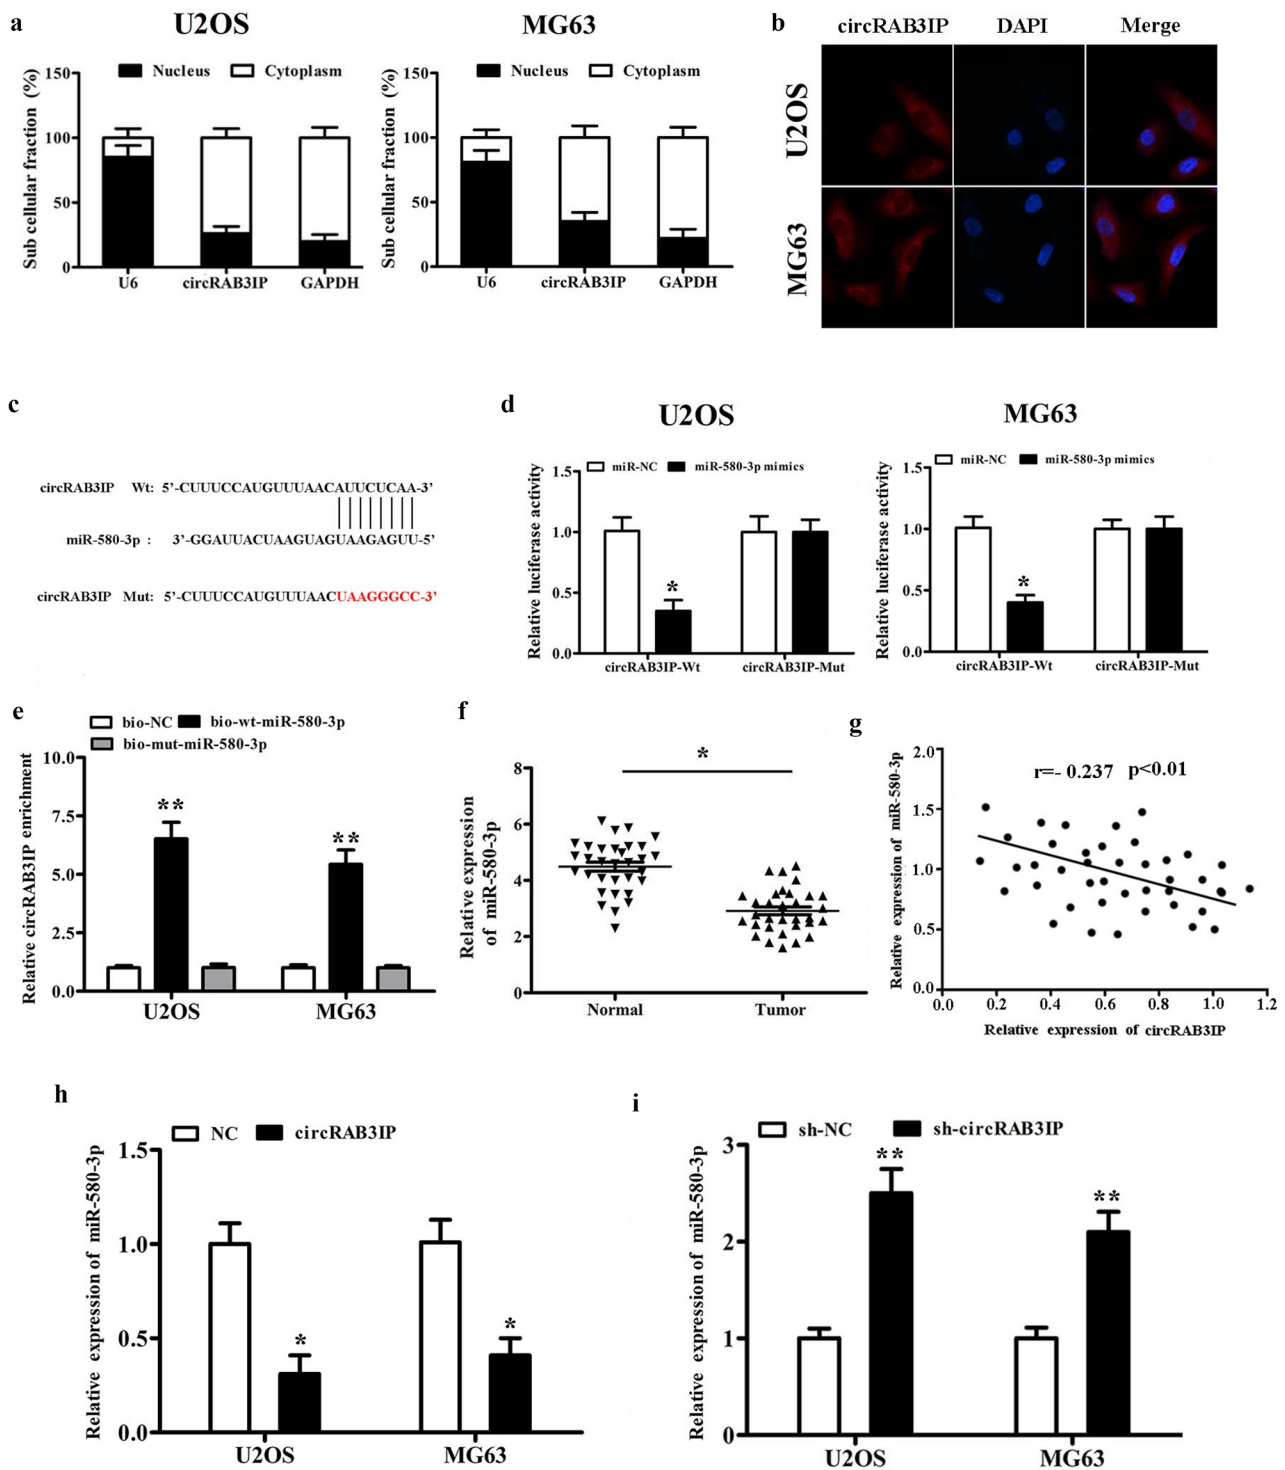 a
U2OS
MG63
Nucleus Cytoplasm
Nucleus Cytoplasm
Sub cellular fraction (%)
150
100
50
0
U6 circRAB3IP GAPDH
Sub cellular fraction (%)
150
100
50
0
U6 circRAB3IP GAPDH
b
circRAB3IP DAPI Merge
U2OS
MG63
c
circRAB3IP Wt: 5'-CUUUCCAUGUUUAACAUUCUCAA-3'
miR-580-3p : 3'-GGAUUACUAAGUAGUAAGAGUU-5'
circRAB3IP Mut: 5'-CUUUCCAUGUUUAACUAAGGGCC-3'
d
U2OS
MG63
miR-NC miR-580-3p mimics
Relative luciferase activity
1.5
1.0
0.5
0.0
*
circRAB3IP-Wt circRAB3IP-Mut
miR-NC miR-580-3p mimics
Relative luciferase activity
1.5
1.0
0.5
0.0
*
circRAB3IP-Wt circRAB3IP-Mut
e
bio-NC bio-wt-miR-580-3p
bio-mut-miR-580-3p
Relative circRAB3IP enrichment
10.0
7.5
5.0
2.5
0.0
**
**
U2OS MG63
f
*
Relative expression
of miR-580-3p
8
6
4
2
0
Normal Tumor
g
r=- 0.237 p<0.01
Relative expression of miR-580-3p
2.0
1.5
1.0
0.5
0.0
0.0 0.2 0.4 0.6 0.8 1.0 1.2
Relative expression of circRAB3IP
h
NC circRAB3IP
Relative expression of miR-580-3p
1.5
1.0
0.5
0.0
*
*
U2OS MG63
i
sh-NC sh-circRAB3IP
Relative expression of miR-580-3p
3
2
1
0
**
**
U2OS MG63